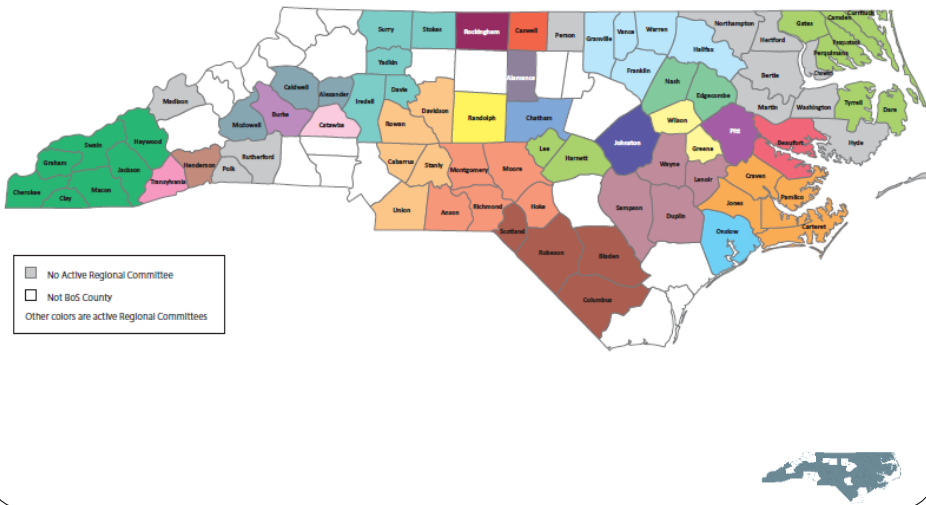 Currituck
Camden
Gates
Pasquotank
Perquimans
Chowan
Northampton
Hertford
Bertie
Martin
Washington
Tyrrell
Dare
Hyde
Surry
Stokes
Rockingham
Caswell
Person
Granville
Vance
Warren
Halifax
Franklin
Nash
Edgecombe
Yadkin
Davie
Iredell
Alamance
Madison
Caldwell
Alexander
Burke
McDowell
Catawba
Rowan
Davidson
Randolph
Chatham
Johnston
Wilson
Greene
Pitt
Beaufort
Swain
Haywood
Graham
Jackson
Cherokee
Macon
Clay
Transylvania
Henderson
Polk
Rutherford
Cabarrus
Stanly
Montgomery
Moore
Lee
Harnett
Wayne
Lenoir
Craven
Pamlico
Jones
Carteret
Union
Anson
Richmond
Hoke
Scotland
Sampson
Duplin
Onslow
Robeson
Bladen
Columbus
No Active Regional Committee
Not BoS County
Other colors are active Regional Committees